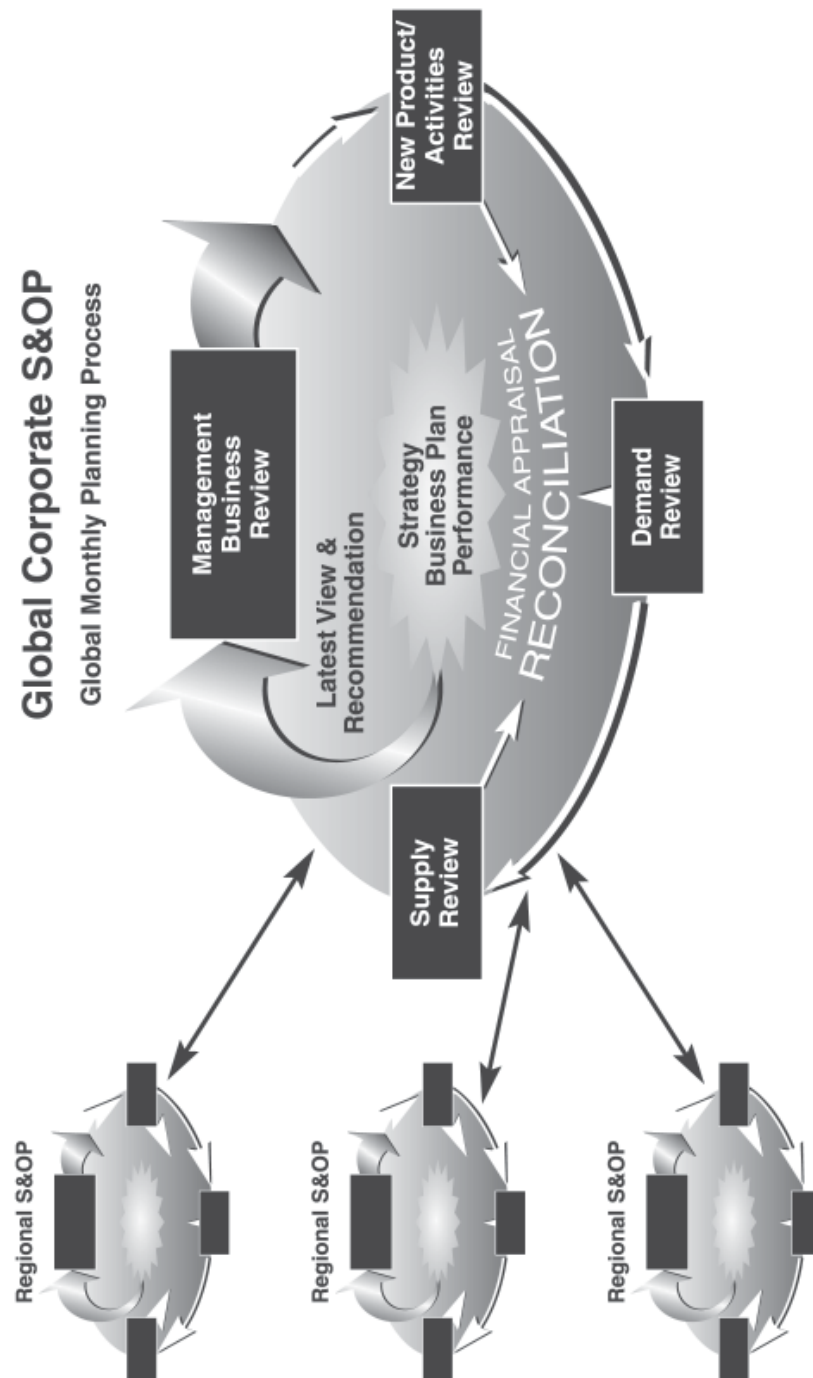 Global Corporate S&OP
Global Monthly Planning Process
Management
Business
Review
Latest View &
Recommendation
Strategy
Business Plan
Performance
FINANCIAL APPRAISAL
RECONCILIATION
New Product/
Activities
Review
Demand
Review
Supply
Review
Regional S&OP
Regional S&OP
Regional S&OP